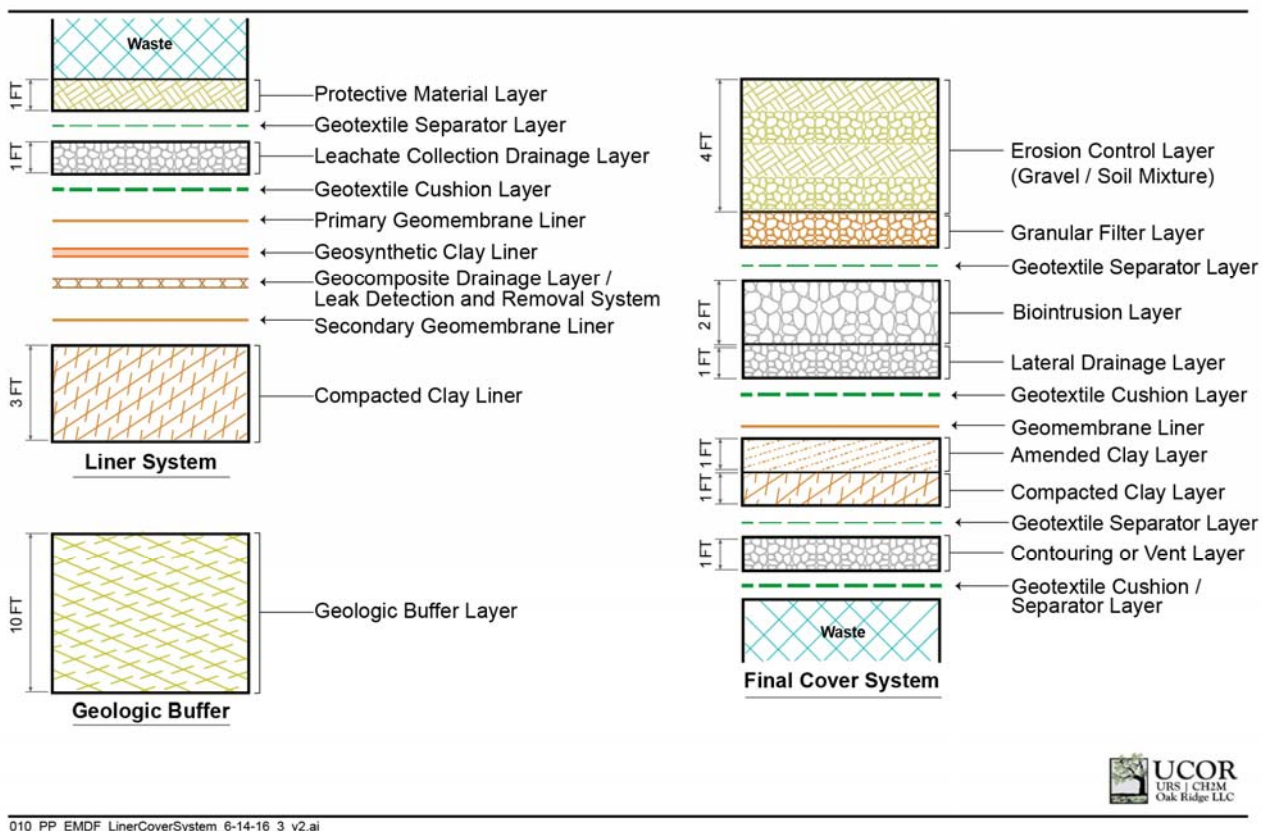 Waste
1 FT
Protective Material Layer
Geotextile Separator Layer
1 FT
Leachate Collection Drainage Layer
Geotextile Cushion Layer
Primary Geomembrane Liner
Geosynthetic Clay Liner
Geocomposite Drainage Layer /
Leak Detection and Removal System
Secondary Geomembrane Liner
3 FT
Compacted Clay Liner
Liner System
10 FT
Geologic Buffer Layer
Geologic Buffer
4 FT
Erosion Control Layer
(Gravel / Soil Mixture)
Granular Filter Layer
Geotextile Separator Layer
2 FT
Biointrusion Layer
1 FT
Lateral Drainage Layer
Geotextile Cushion Layer
Geomembrane Liner
1 FT
Amended Clay Layer
1 FT
Compacted Clay Layer
Geotextile Separator Layer
1 FT
Contouring or Vent Layer
Geotextile Cushion /
Separator Layer
Waste
Final Cover System
UCOR
URS | CH2M
Oak Ridge LLC
010_PP_EMDF_LinerCoverSystem_6-14-16_3_v2.ai